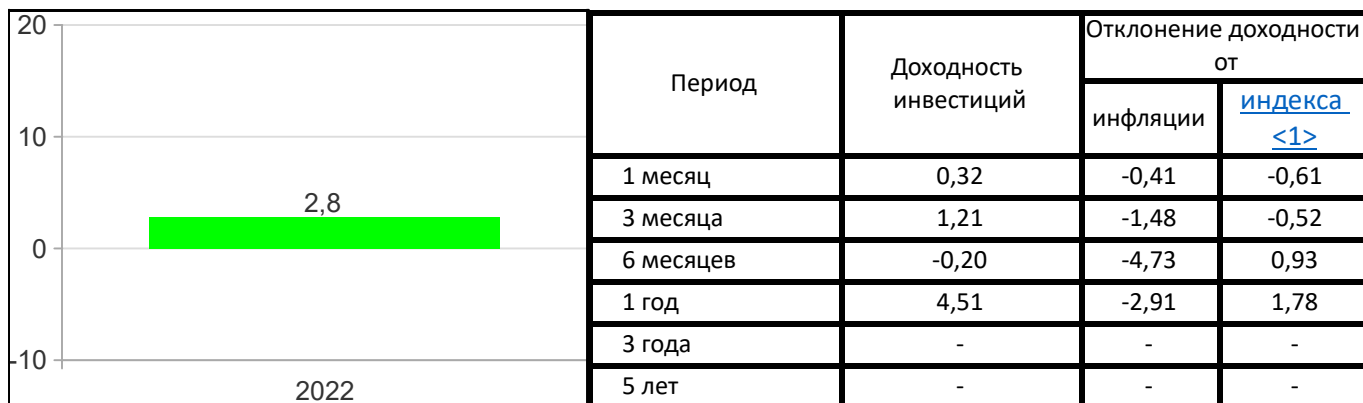 20
10
0
-10
2,8
2022
Период
Доходность
инвестиций
Отклонение доходности
от
инфляции
индекса
<1>
1 месяц 0,32 -0,41 -0,61
3 месяца 1,21 -1,48 -0,52
6 месяцев -0,20 -4,73 0,93
1 год 4,51 -2,91 1,78
3 года - - -
5 лет - - -